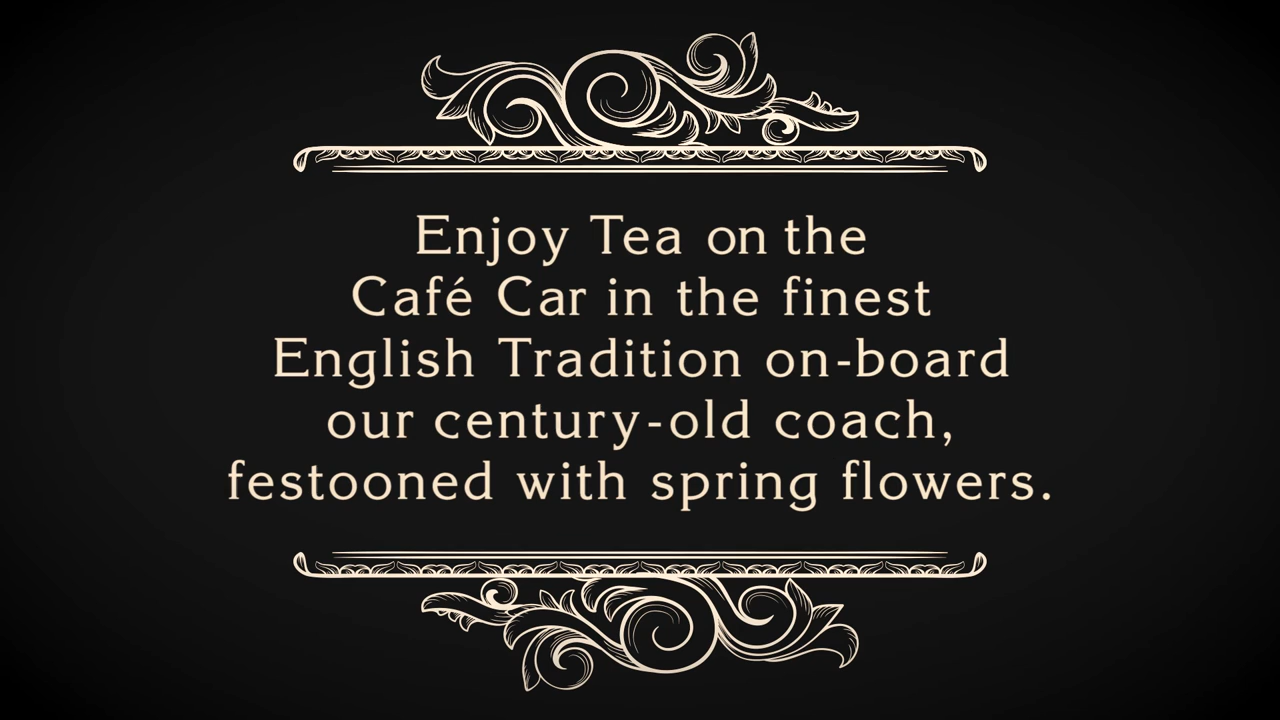 Enjoy Tea on the
Café Car in the finest
English Tradition on-board
our century-old coach,
festooned with spring flowers.